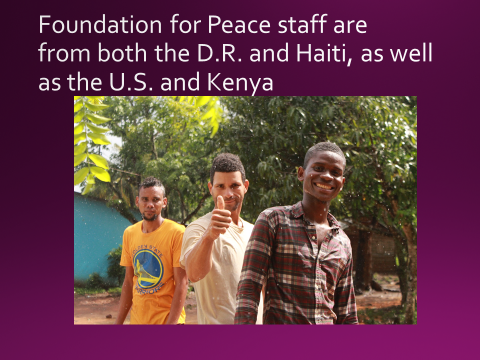 Foundation for Peace staff are
from both the D.R. and Haiti, as well
as the U.S. and Kenya